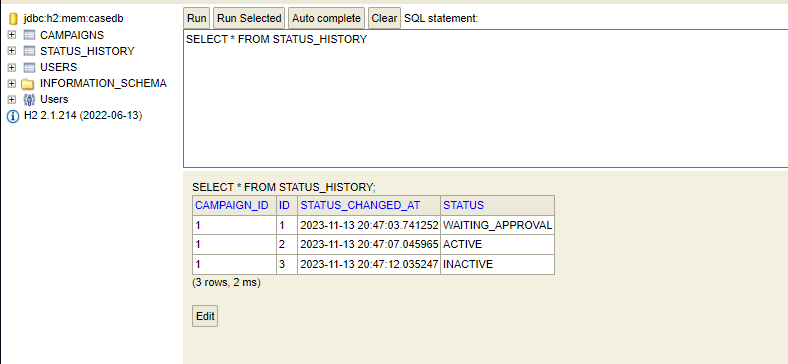 jdbc:h2:mem:casedb
CAMPAIGNS
STATUS_HISTORY
USERS
INFORMATION_SCHEMA
Users
H2 2.1.214 (2022-06-13)
Run Run Selected Auto complete Clear SQL statement:
SELECT * FROM STATUS_HISTORY
SELECT * FROM STATUS_HISTORY;
CAMPAIGN_ID ID STATUS_CHANGED_AT STATUS
1 1 2023-11-13 20:47:03.741252 WAITING_APPROVAL
1 2 2023-11-13 20:47:07.045965 ACTIVE
1 3 2023-11-13 20:47:12.035247 INACTIVE
(3 rows, 2 ms)
Edit